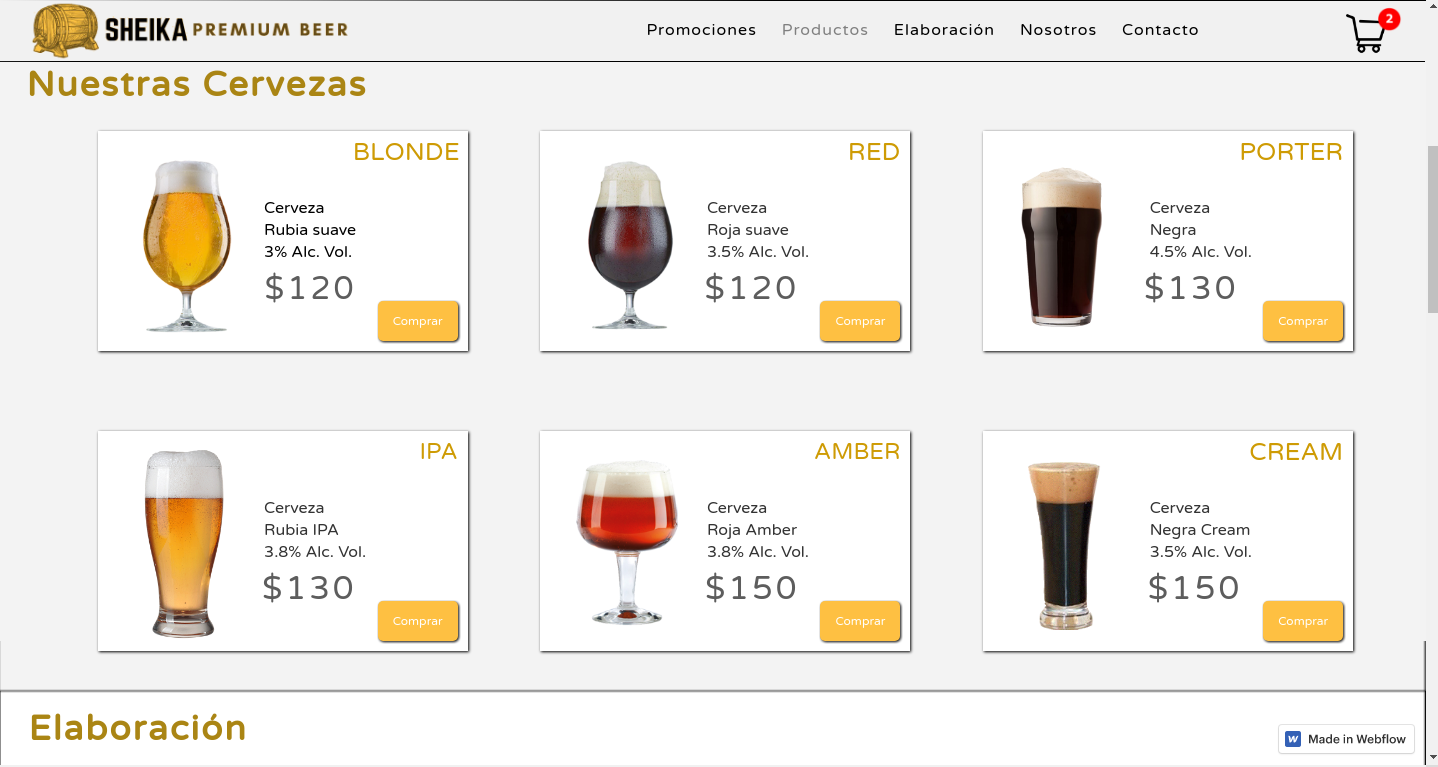 SHEIKA PREMIUM BEER
Promociones Productos Elaboración Nosotros Contacto
2
Nuestras Cervezas
BLONDE
Cerveza
Rubia suave
3% Alc. Vol.
$120
Comprar
RED
Cerveza
Roja suave
3.5% Alc. Vol.
$120
Comprar
PORTER
Cerveza
Negra
4.5% Alc. Vol.
$130
Comprar
IPA
Cerveza
Rubia IPA
3.8% Alc. Vol.
$130
Comprar
AMBER
Cerveza
Roja Amber
3.8% Alc. Vol.
$150
Comprar
CREAM
Cerveza
Negra Cream
3.5% Alc. Vol.
$150
Comprar
Elaboración
W Made in Webflow